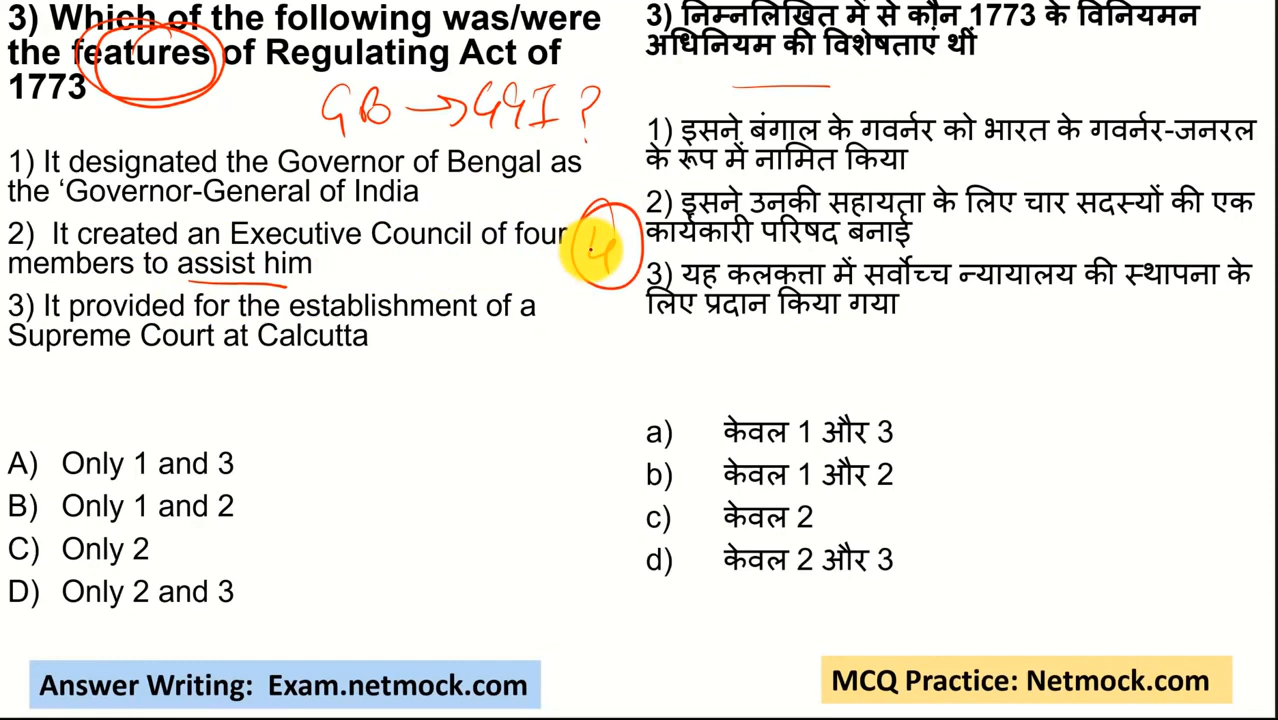 3) Which of the following was/were
the features of Regulating Act of
1773
GB → GGI ?
1) It designated the Governor of Bengal as
the ‘Governor-General of India
2) It created an Executive Council of four
members to assist him
4
3) It provided for the establishment of a
Supreme Court at Calcutta
A) Only 1 and 3
B) Only 1 and 2
C) Only 2
D) Only 2 and 3
3) निम्नलिखित में से कौन 1773 के विनियमन
अधिनियम की विशेषताएं थीं
1) इसने बंगाल के गवर्नर को भारत के गवर्नर-जनरल
के रूप में नामित किया
2) इसने उनकी सहायता के लिए चार सदस्यों की एक
कार्यकारी परिषद बनाई
3) यह कलकत्ता में सर्वोच्च न्यायालय की स्थापना के
लिए प्रदान किया गया
a) केवल 1 और 3
b) केवल 1 और 2
c) केवल 2
d) केवल 2 और 3
Answer Writing: Exam.netmock.com
MCQ Practice: Netmock.com